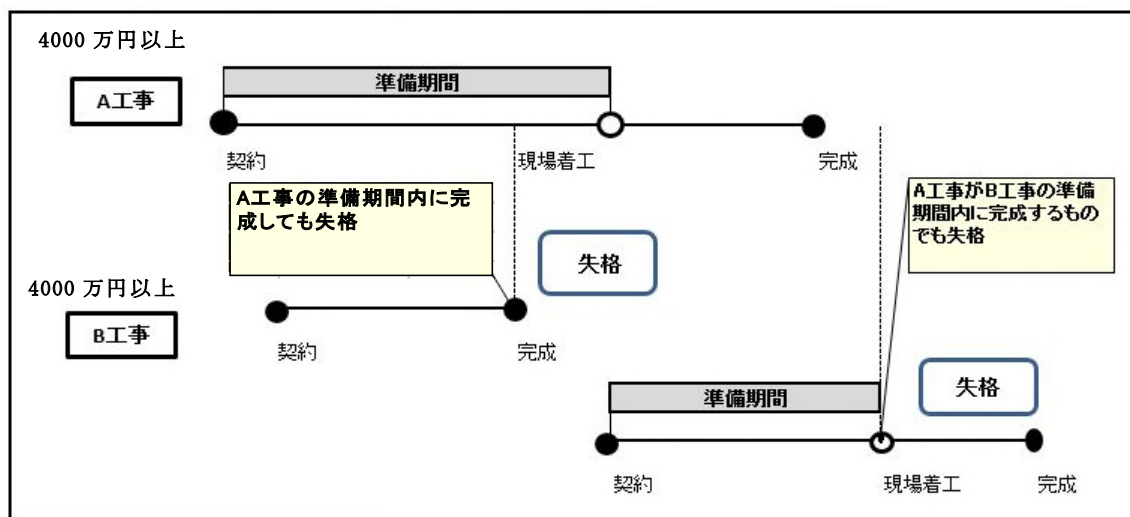 4000 万円以上
準備期間
A工事
契約
現場着工
完成
A工事の準備期間内に完
成しても失格
A工事がB工事の準備
期間内に完成するもの
でも失格
失格
4000 万円以上
B工事
契約
完成
準備期間
失格
契約
現場着工
完成